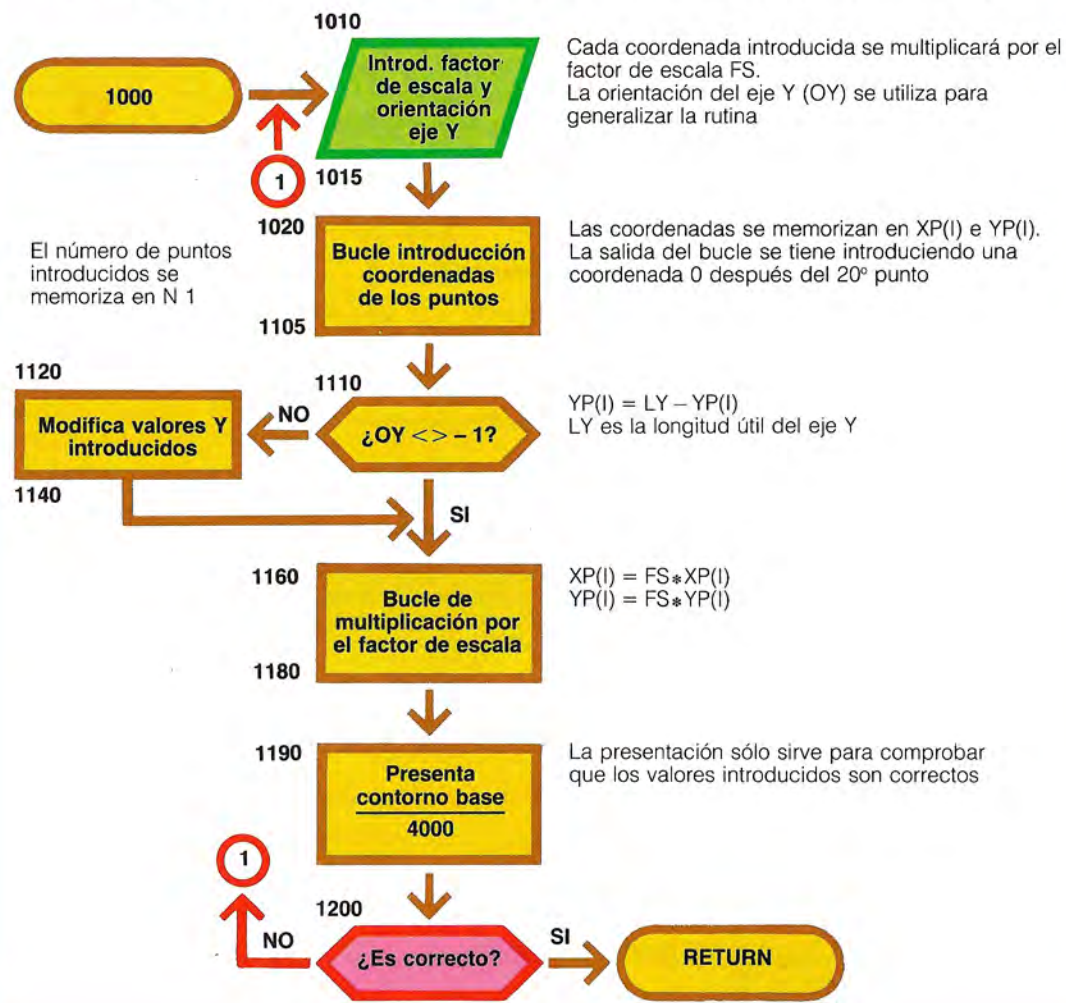 1000
1010
Introd. factor
de escala y
orientación
eje Y
1015
1
Cada coordenada introducida se multiplicará por el
factor de escala FS.
La orientación del eje Y (OY) se utiliza para
generalizar la rutina
El número de puntos
introducidos se
memoriza en N 1
1020
Bucle introducción
coordenadas
de los puntos
1105
Las coordenadas se memorizan en XP(I) e YP(I).
La salida del bucle se tiene introduciendo una
coordenada 0 después del 20º punto
1120
Modifica valores Y
introducidos
1140
NO
1110
¿OY <> – 1?
SI
YP(I) = LY – YP(I)
LY es la longitud útil del eje Y
1160
Bucle de
multiplicación por
el factor de escala
1180
XP(I) = FS*XP(I)
YP(I) = FS*YP(I)
1190
Presenta
contorno base
4000
La presentación sólo sirve para comprobar
que los valores introducidos son correctos
1
NO
1200
¿Es correcto?
SI
RETURN